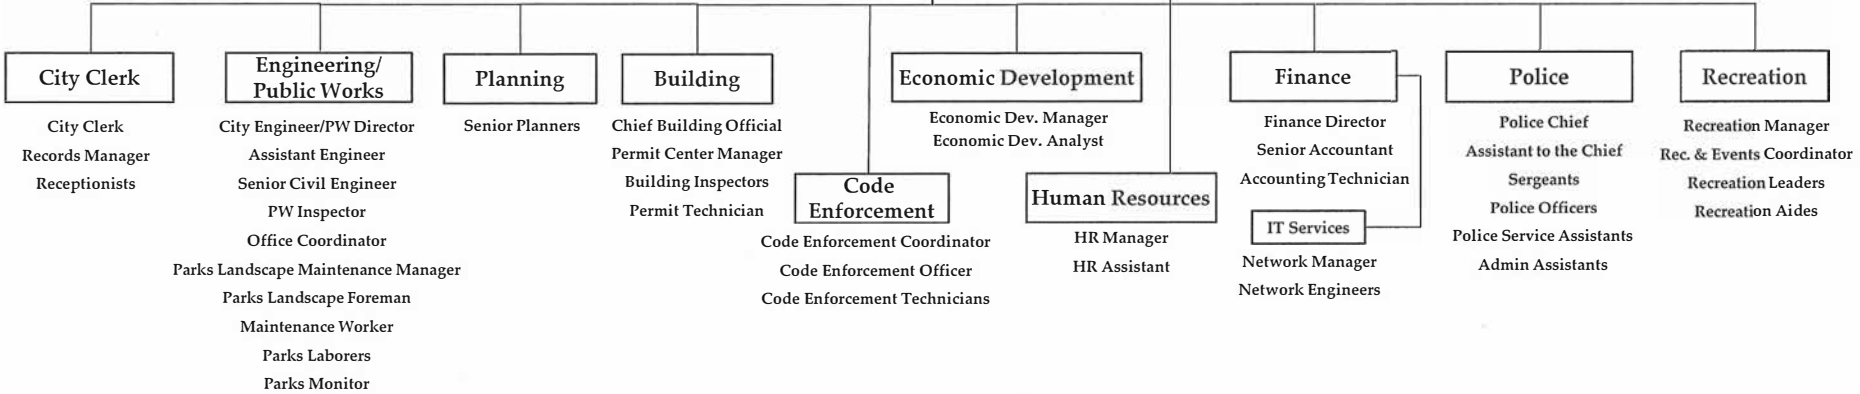 City Clerk
City Clerk
Records Manager
Receptionists
Engineering/
Public Works
City Engineer/PW Director
Assistant Engineer
Senior Civil Engineer
PW Inspector
Office Coordinator
Parks Landscape Maintenance Manager
Parks Landscape Foreman
Maintenance Worker
Parks Laborers
Parks Monitor
Planning
Senior Planners
Building
Chief Building Official
Permit Center Manager
Building Inspectors
Permit Technician
Code
Enforcement
Code Enforcement Coordinator
Code Enforcement Officer
Code Enforcement Technicians
Economic Development
Economic Dev. Manager
Economic Dev. Analyst
Human Resources
HR Manager
HR Assistant
Finance
Finance Director
Senior Accountant
Accounting Technician
IT Services
Network Manager
Network Engineers
Police
Police Chief
Assistant to the Chief
Sergeants
Police Officers
Police Service Assistants
Admin Assistants
Recreation
Recreation Manager
Rec. & Events Coordinator
Recreation Leaders
Recreation Aides